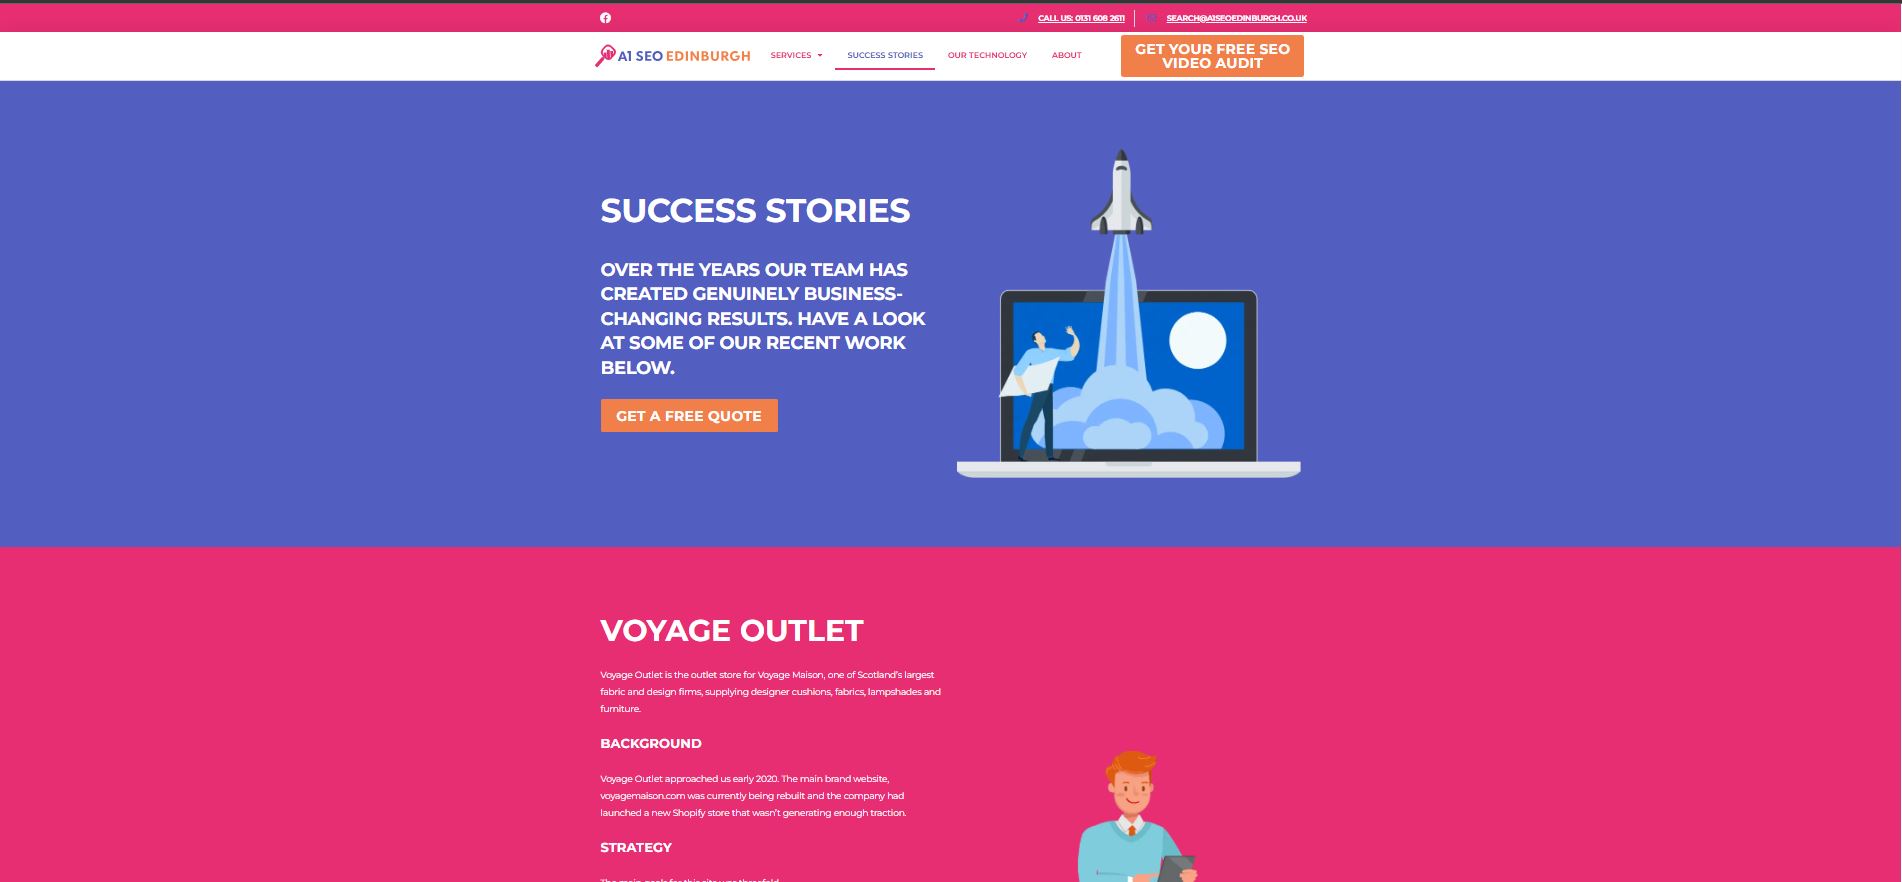 CALL US: 0131 608 2611
SEARCH@A1SEOEDINBURGH.CO.UK
A1 SEO EDINBURGH
SERVICES
SUCCESS STORIES
OUR TECHNOLOGY
ABOUT
GET YOUR FREE SEO
VIDEO AUDIT
SUCCESS STORIES
OVER THE YEARS OUR TEAM HAS
CREATED GENUINELY BUSINESS-
CHANGING RESULTS. HAVE A LOOK
AT SOME OF OUR RECENT WORK
BELOW.
GET A FREE QUOTE
VOYAGE OUTLET
Voyage Outlet is the outlet store for Voyage Maison, one of Scotland's largest
fabric and design firms, supplying designer cushions, fabrics, lampshades and
furniture.
BACKGROUND
Voyage Outlet approached us early 2020. The main brand website,
voyagemaison.com was currently being rebuilt and the company had
launched a new Shopify store that wasn't generating enough traction.
STRATEGY